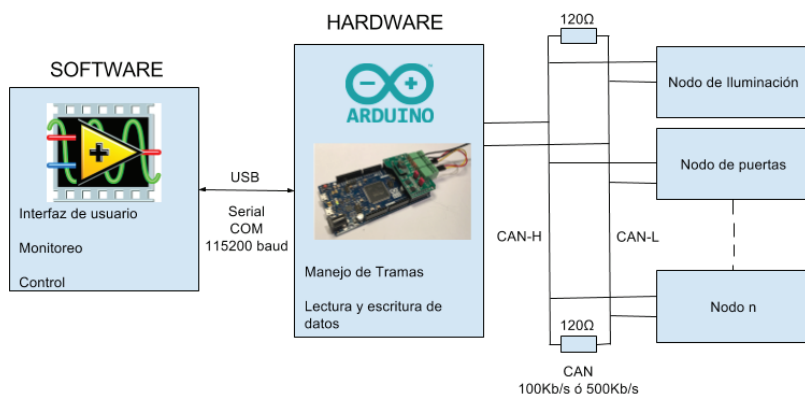 SOFTWARE
Interfaz de usuario
Monitoreo
Control
USB
Serial
COM
115200 baud
HARDWARE
ARDUINO
Manejo de Tramas
Lectura y escritura de
datos
120Ω
CAN-H
CAN-L
120Ω
CAN
100Kb/s ó 500Kb/s
Nodo de Iluminación
Nodo de puertas
Nodo n